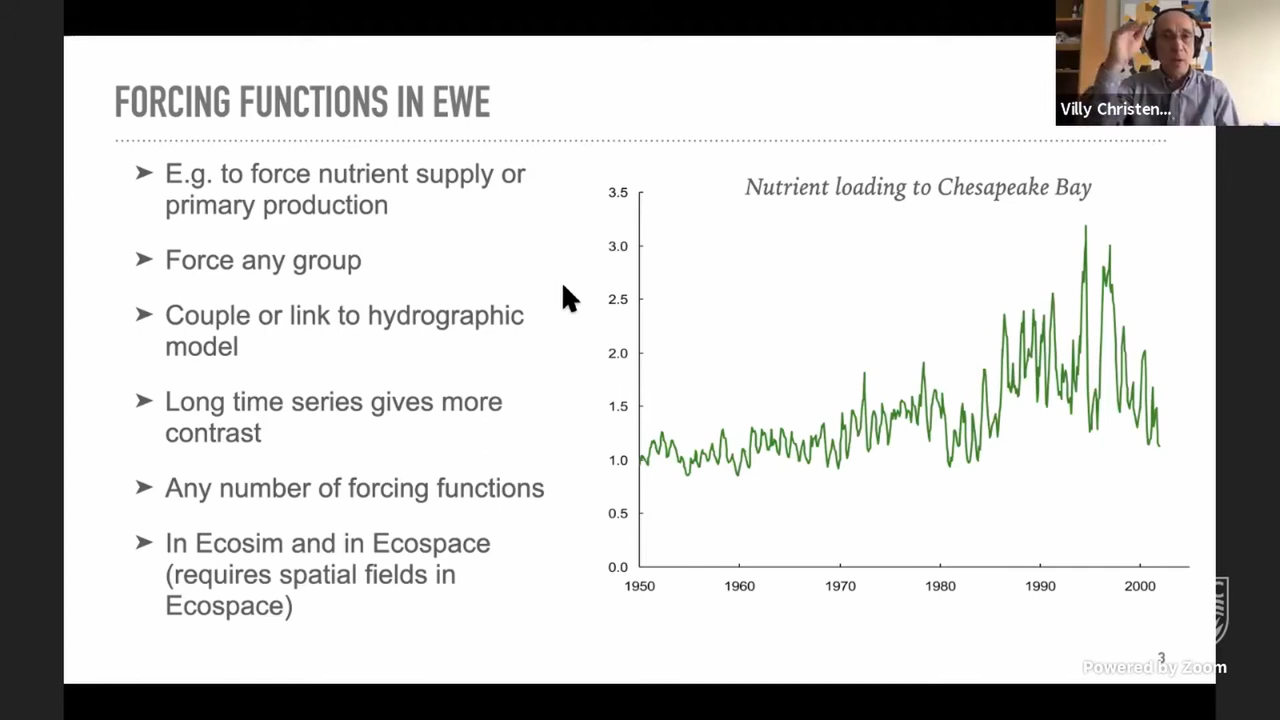 FORCING FUNCTIONS IN EWE
Villy Christen...
➤ E.g. to force nutrient supply or
primary production
➤ Force any group
➤ Couple or link to hydrographic
model
➤ Long time series gives more
contrast
➤ Any number of forcing functions
➤ In Ecosim and in Ecospace
(requires spatial fields in
Ecospace)
Nutrient loading to Chesapeake Bay
3.5
3.0
2.5
2.0
1.5
1.0
0.5
0.0
1950 1960 1970 1980 1990 2000
3
Powered by Zoom